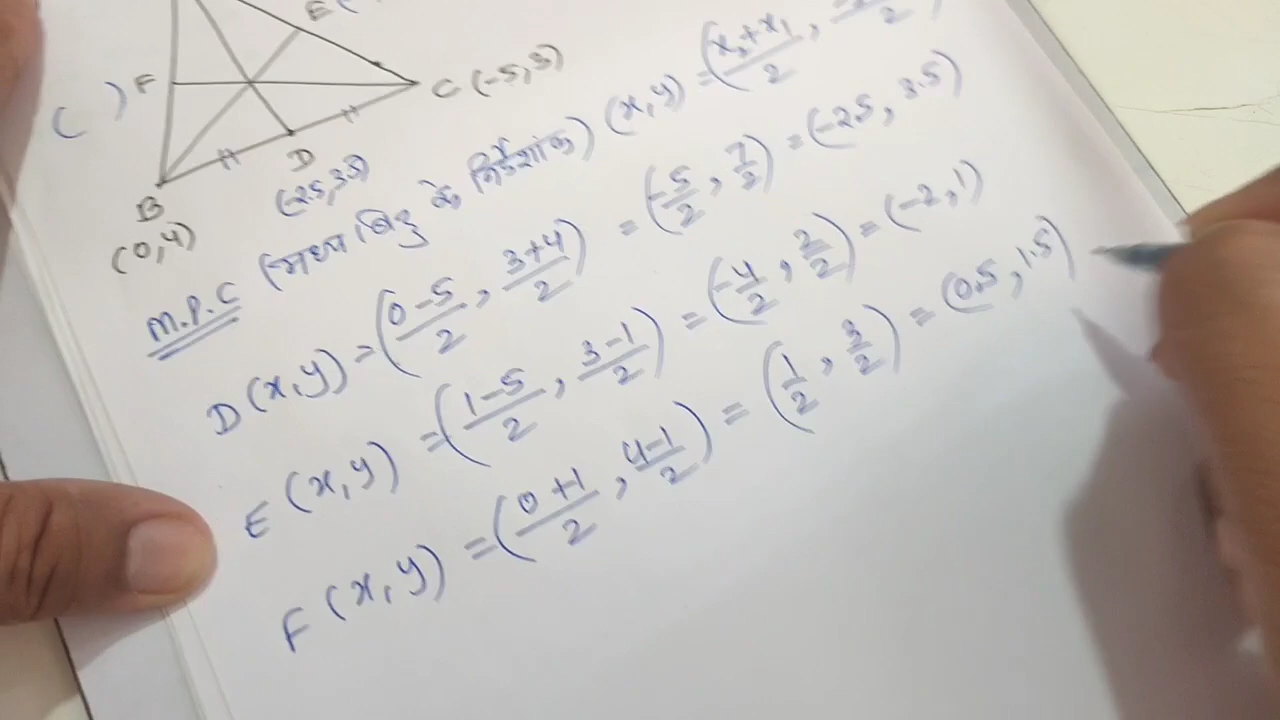 E (
( ) F
C (-5,3)
D
(-2.5,3.5)
B
(0,4)
M.P.C (मध्य बिंदु के निर्देशांक) (x,y) = (x₂+x₁/2, /2)
D(x,y) = (0-5/2, 3+4/2) = (-5/2, 7/2) = (-2.5, 3.5)
E(x,y) = (1-5/2, 3-1/2) = (-4/2, 2/2) = (-2,1)
F(x,y) = (0+1/2, 4-1/2) = (1/2, 3/2) = (0.5, 1.5)